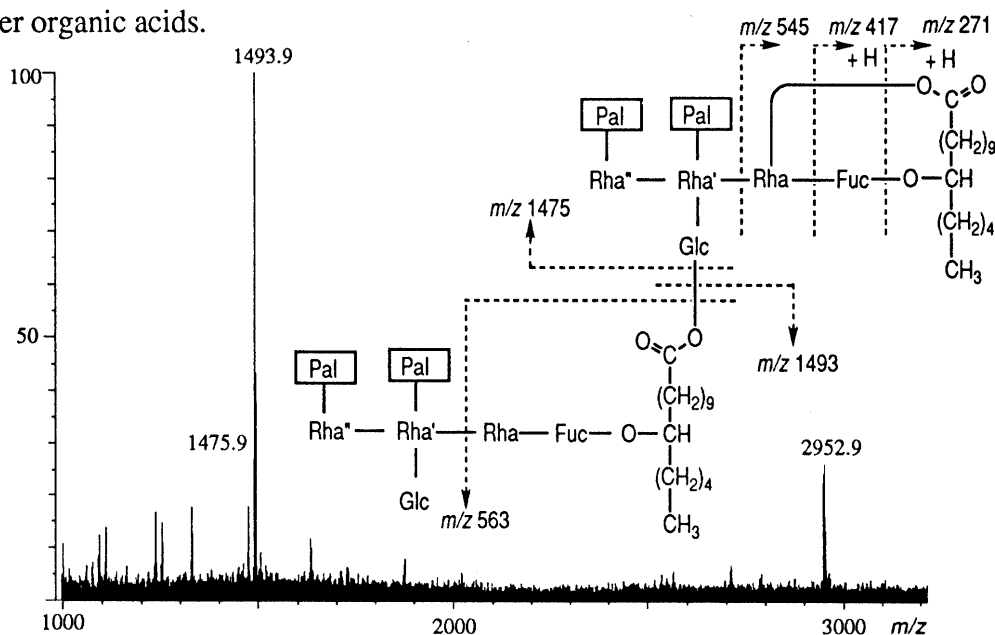 er organic acids.
m/z 545 m/z 417 m/z 271
+ H + H
1493.9
100
O O
C
Pal Pal
(CH2)9
Rha" Rha' Rha Fuc O CH
m/z 1475
(CH2)4
Glc
CH3
50
O O
C
m/z 1493
Pal Pal
(CH2)9
Rha" Rha' Rha Fuc O CH
1475.9
2952.9
(CH2)4
Glc
m/z 563
CH3
1000 2000 3000 m/z